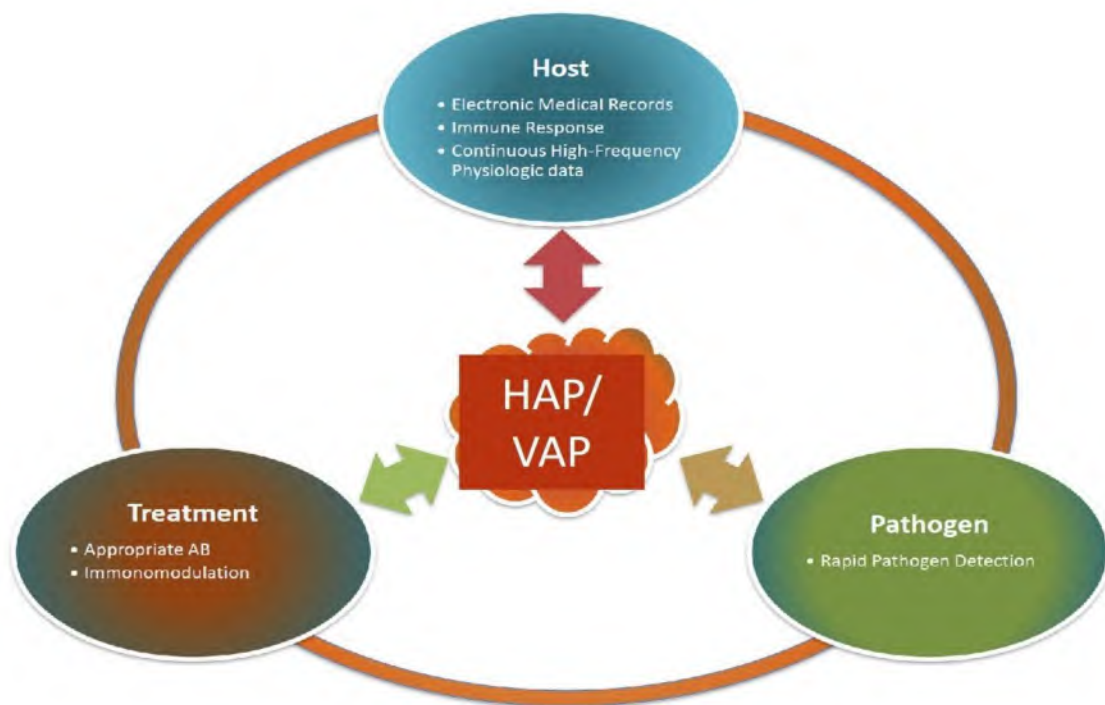 Host
• Electronic Medical Records
• Immune Response
• Continuous High-Frequency
Physiologic data
HAP/
VAP
Treatment
• Appropriate AB
• Immonomodulation
Pathogen
• Rapid Pathogen Detection